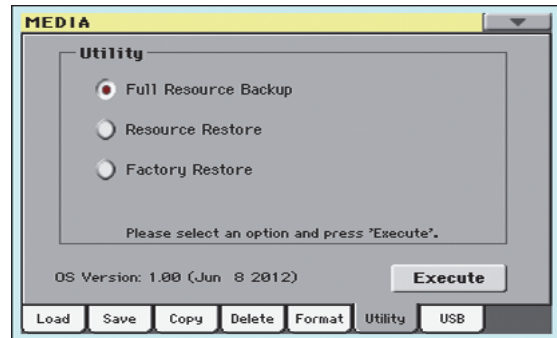 MEDIA
Utility
Full Resource Backup
Resource Restore
Factory Restore
Please select an option and press 'Execute'.
OS Version: 1.00 (Jun 8 2012)
Execute
Load Save Copy Delete Format Utility USB